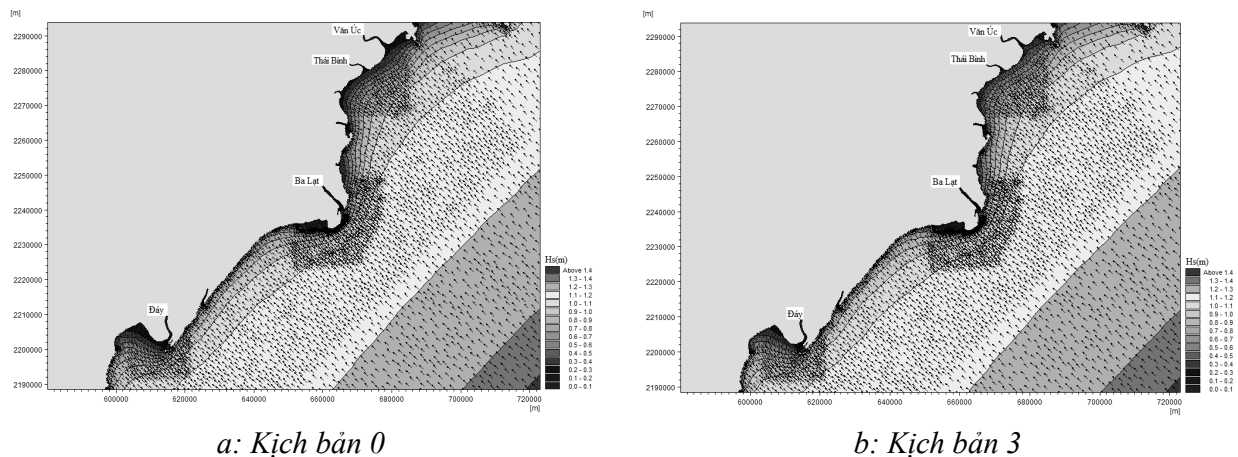 [m]
2290000
2280000
2270000
2260000
2250000
2240000
2230000
2220000
2210000
2200000
2190000
Văn Úc
Thái Bình
Ba Lạt
Đáy
Hs(m)
Above 1.4
1.3 - 1.4
1.2 - 1.3
1.1 - 1.2
1.0 - 1.1
0.9 - 1.0
0.8 - 0.9
0.7 - 0.8
0.6 - 0.7
0.5 - 0.6
0.4 - 0.5
0.3 - 0.4
0.2 - 0.3
0.1 - 0.2
0.0 - 0.1
600000 620000 640000 660000 680000 700000 720000
[m]
a: Kịch bản 0
[m]
2290000
2280000
2270000
2260000
2250000
2240000
2230000
2220000
2210000
2200000
2190000
Văn Úc
Thái Bình
Ba Lạt
Đáy
Hs(m)
Above 1.4
1.3 - 1.4
1.2 - 1.3
1.1 - 1.2
1.0 - 1.1
0.9 - 1.0
0.8 - 0.9
0.7 - 0.8
0.6 - 0.7
0.5 - 0.6
0.4 - 0.5
0.3 - 0.4
0.2 - 0.3
0.1 - 0.2
0.0 - 0.1
600000 620000 640000 660000 680000 700000 720000
[m]
b: Kịch bản 3